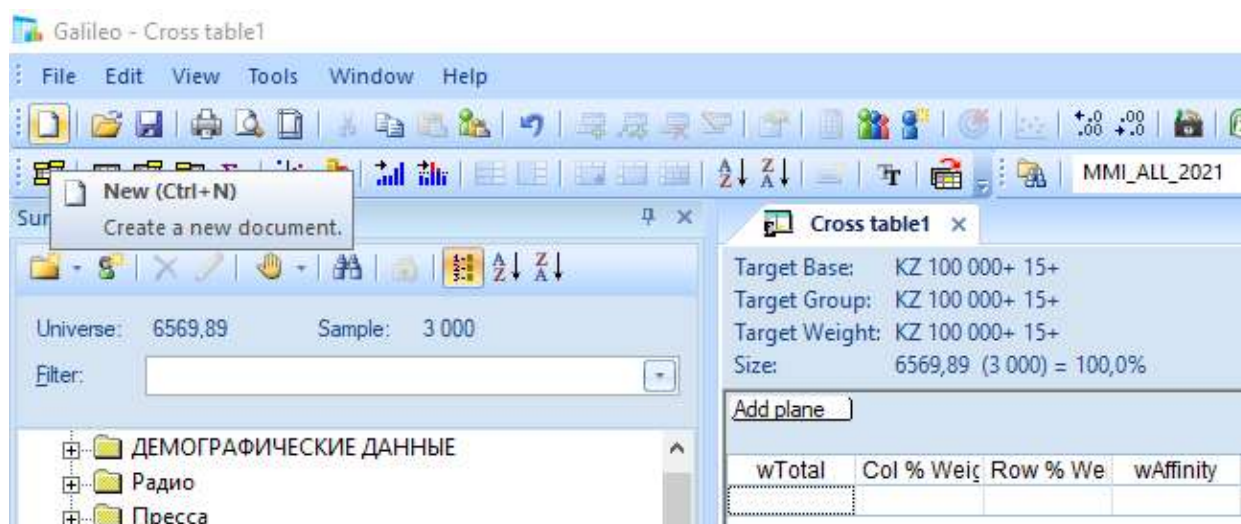 Galileo - Cross table1
File Edit View Tools Window Help
MMI_ALL_2021
New (Ctrl+N)
Create a new document.
Sur
Cross table1
Universe: 6569,89 Sample: 3 000
Filter:
Target Base: KZ 100 000+ 15+
Target Group: KZ 100 000+ 15+
Target Weight: KZ 100 000+ 15+
Size: 6569,89 (3 000) = 100,0%
Add plane
ДЕМОГРАФИЧЕСКИЕ ДАННЫЕ
Радио
Пресса
wTotal Col % Weig Row % We wAffinity